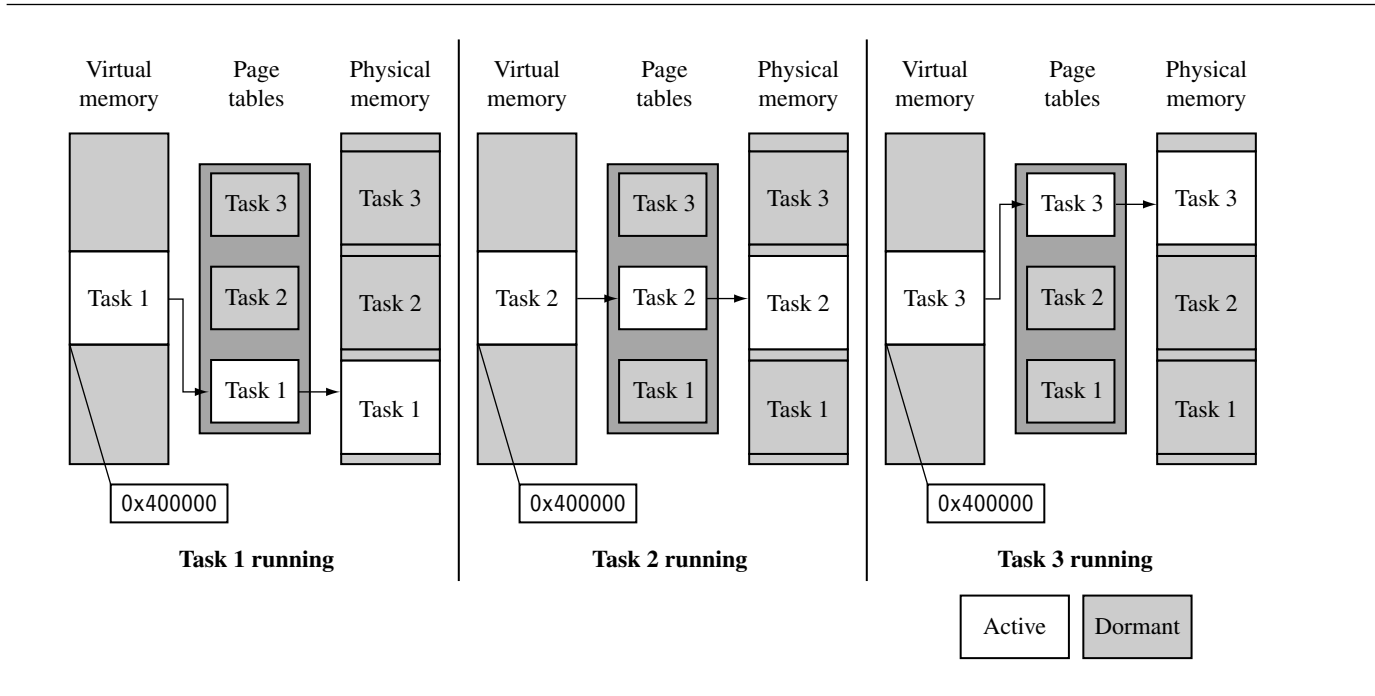 Virtual
memory
Page
tables
Physical
memory
Task 3
Task 3
Task 1
Task 2
Task 2
Task 1
Task 1
0x400000
Task 1 running
Virtual
memory
Page
tables
Physical
memory
Task 3
Task 3
Task 2
Task 2
Task 2
Task 1
Task 1
0x400000
Task 2 running
Virtual
memory
Page
tables
Physical
memory
Task 3
Task 3
Task 3
Task 2
Task 2
Task 1
Task 1
0x400000
Task 3 running
Active
Dormant